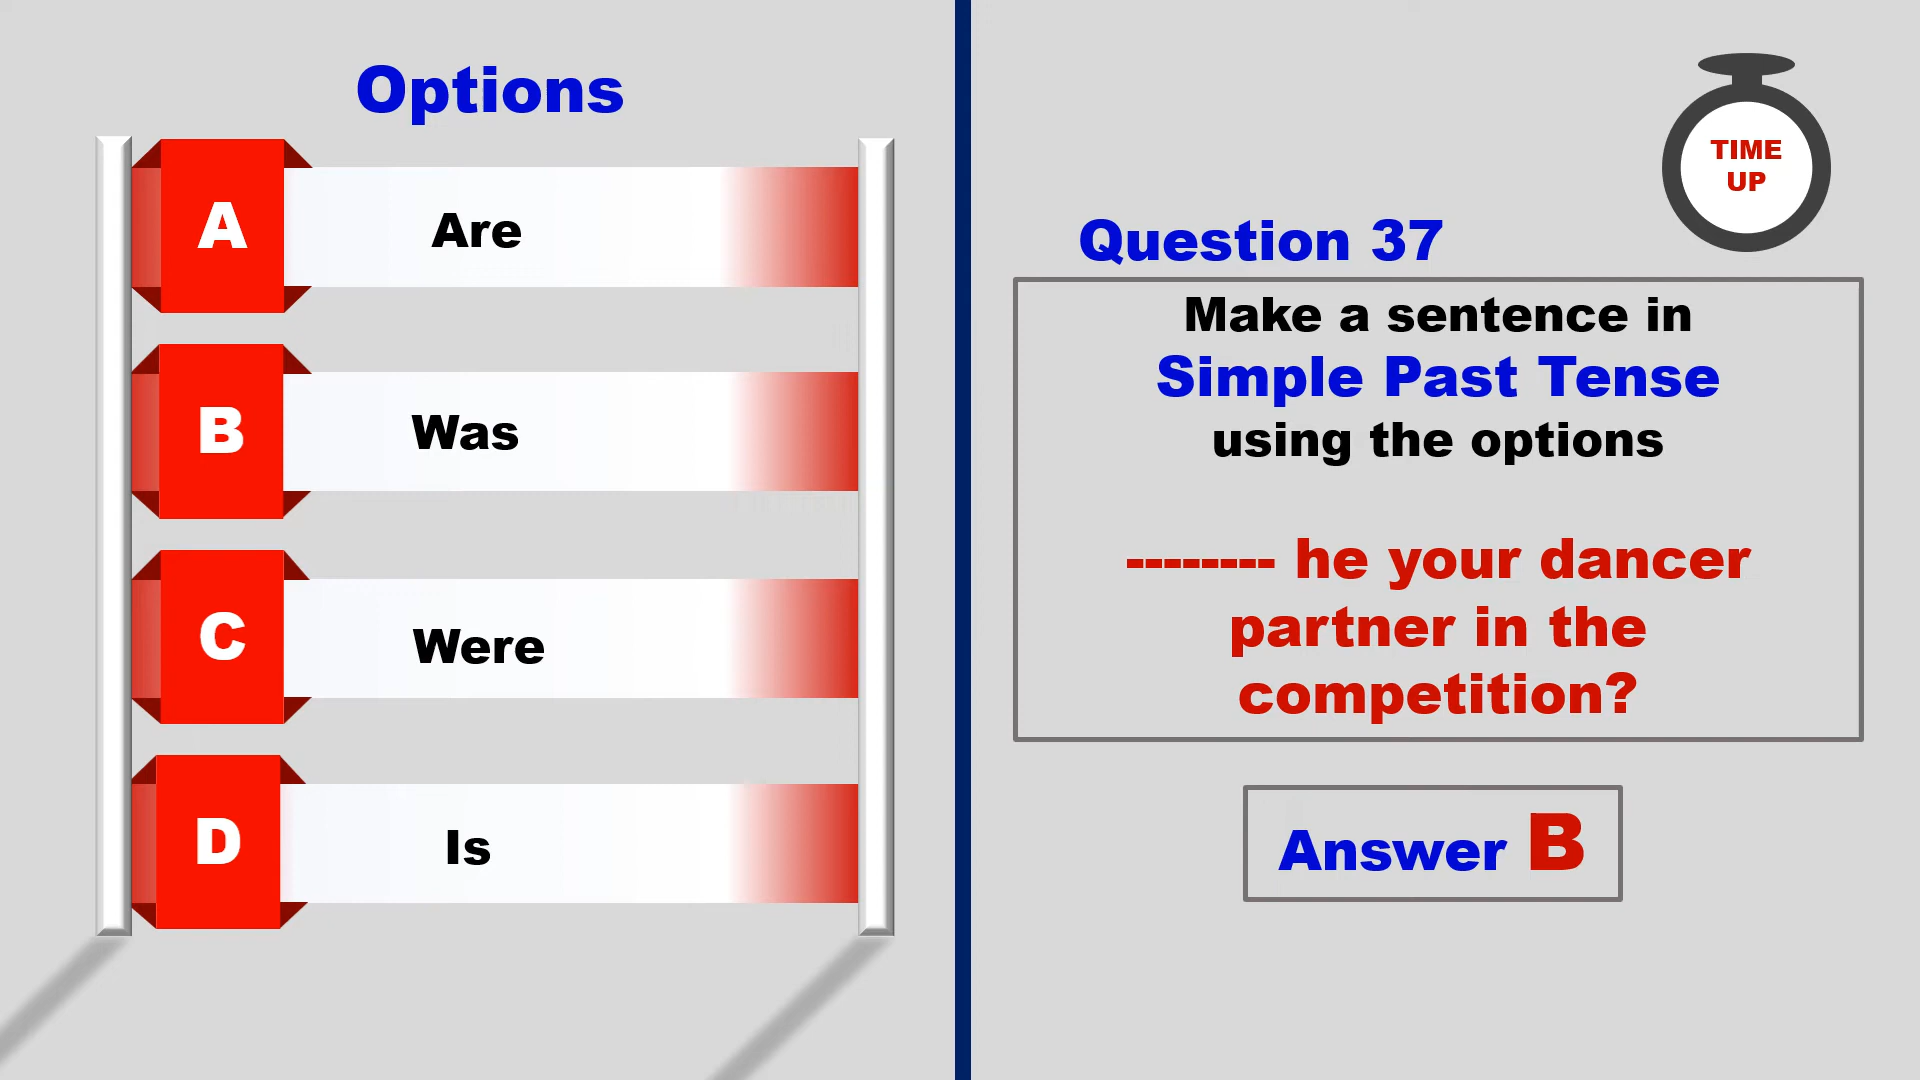 Options
A Are
B Was
C Were
D Is
TIME
UP
Question 37
Make a sentence in
Simple Past Tense
using the options
-------- he your dancer
partner in the
competition?
Answer B